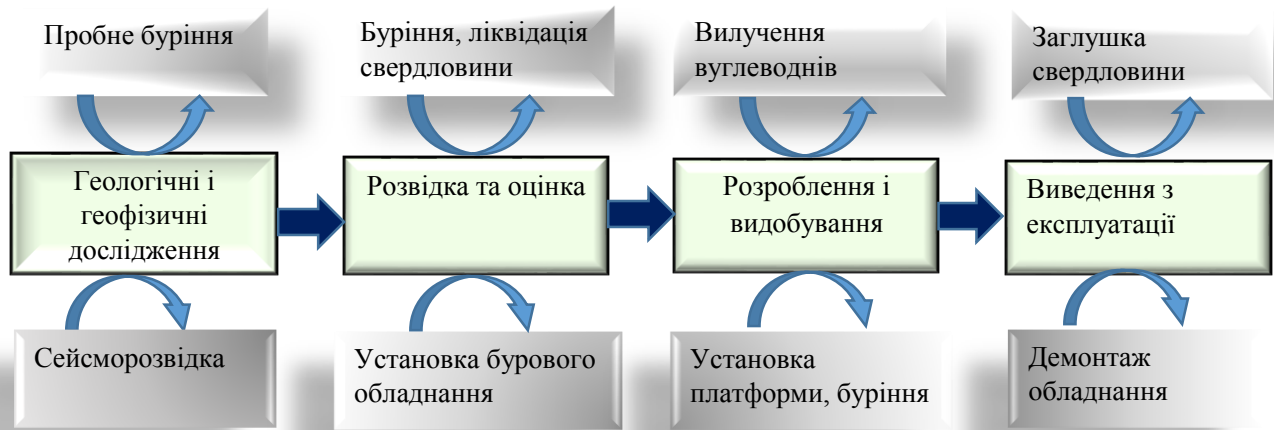 Пробне буріння
Буріння, ліквідація
свердловини
Вилучення
вуглеводнів
Заглушка
свердловини
Геологічні і
геофізичні
дослідження
Розвідка та оцінка
Розроблення і
видобування
Виведення з
експлуатації
Сейсморозвідка
Установка бурового
обладнання
Установка
платформи, буріння
Демонтаж
обладнання